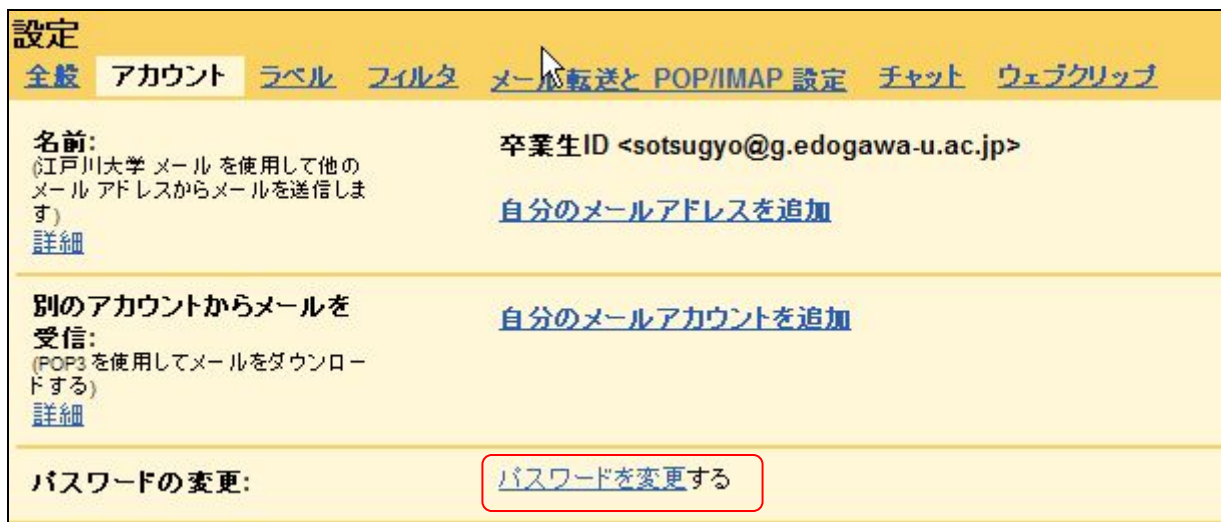 設定
全般 アカウント ラベル フィルタ メール転送と POP/IMAP 設定 チャット ウェブクリップ
名前:
卒業生ID <sotsugyo@g.edogawa-u.ac.jp>
(江戸川大学 メール を使用して他の
メール アドレスからメールを送信しま
す)
自分のメールアドレスを追加
詳細
別のアカウントからメールを
受信:
自分のメールアカウントを追加
(POP3 を使用してメールをダウンロー
ドする)
詳細
パスワードの変更:
パスワードを変更する